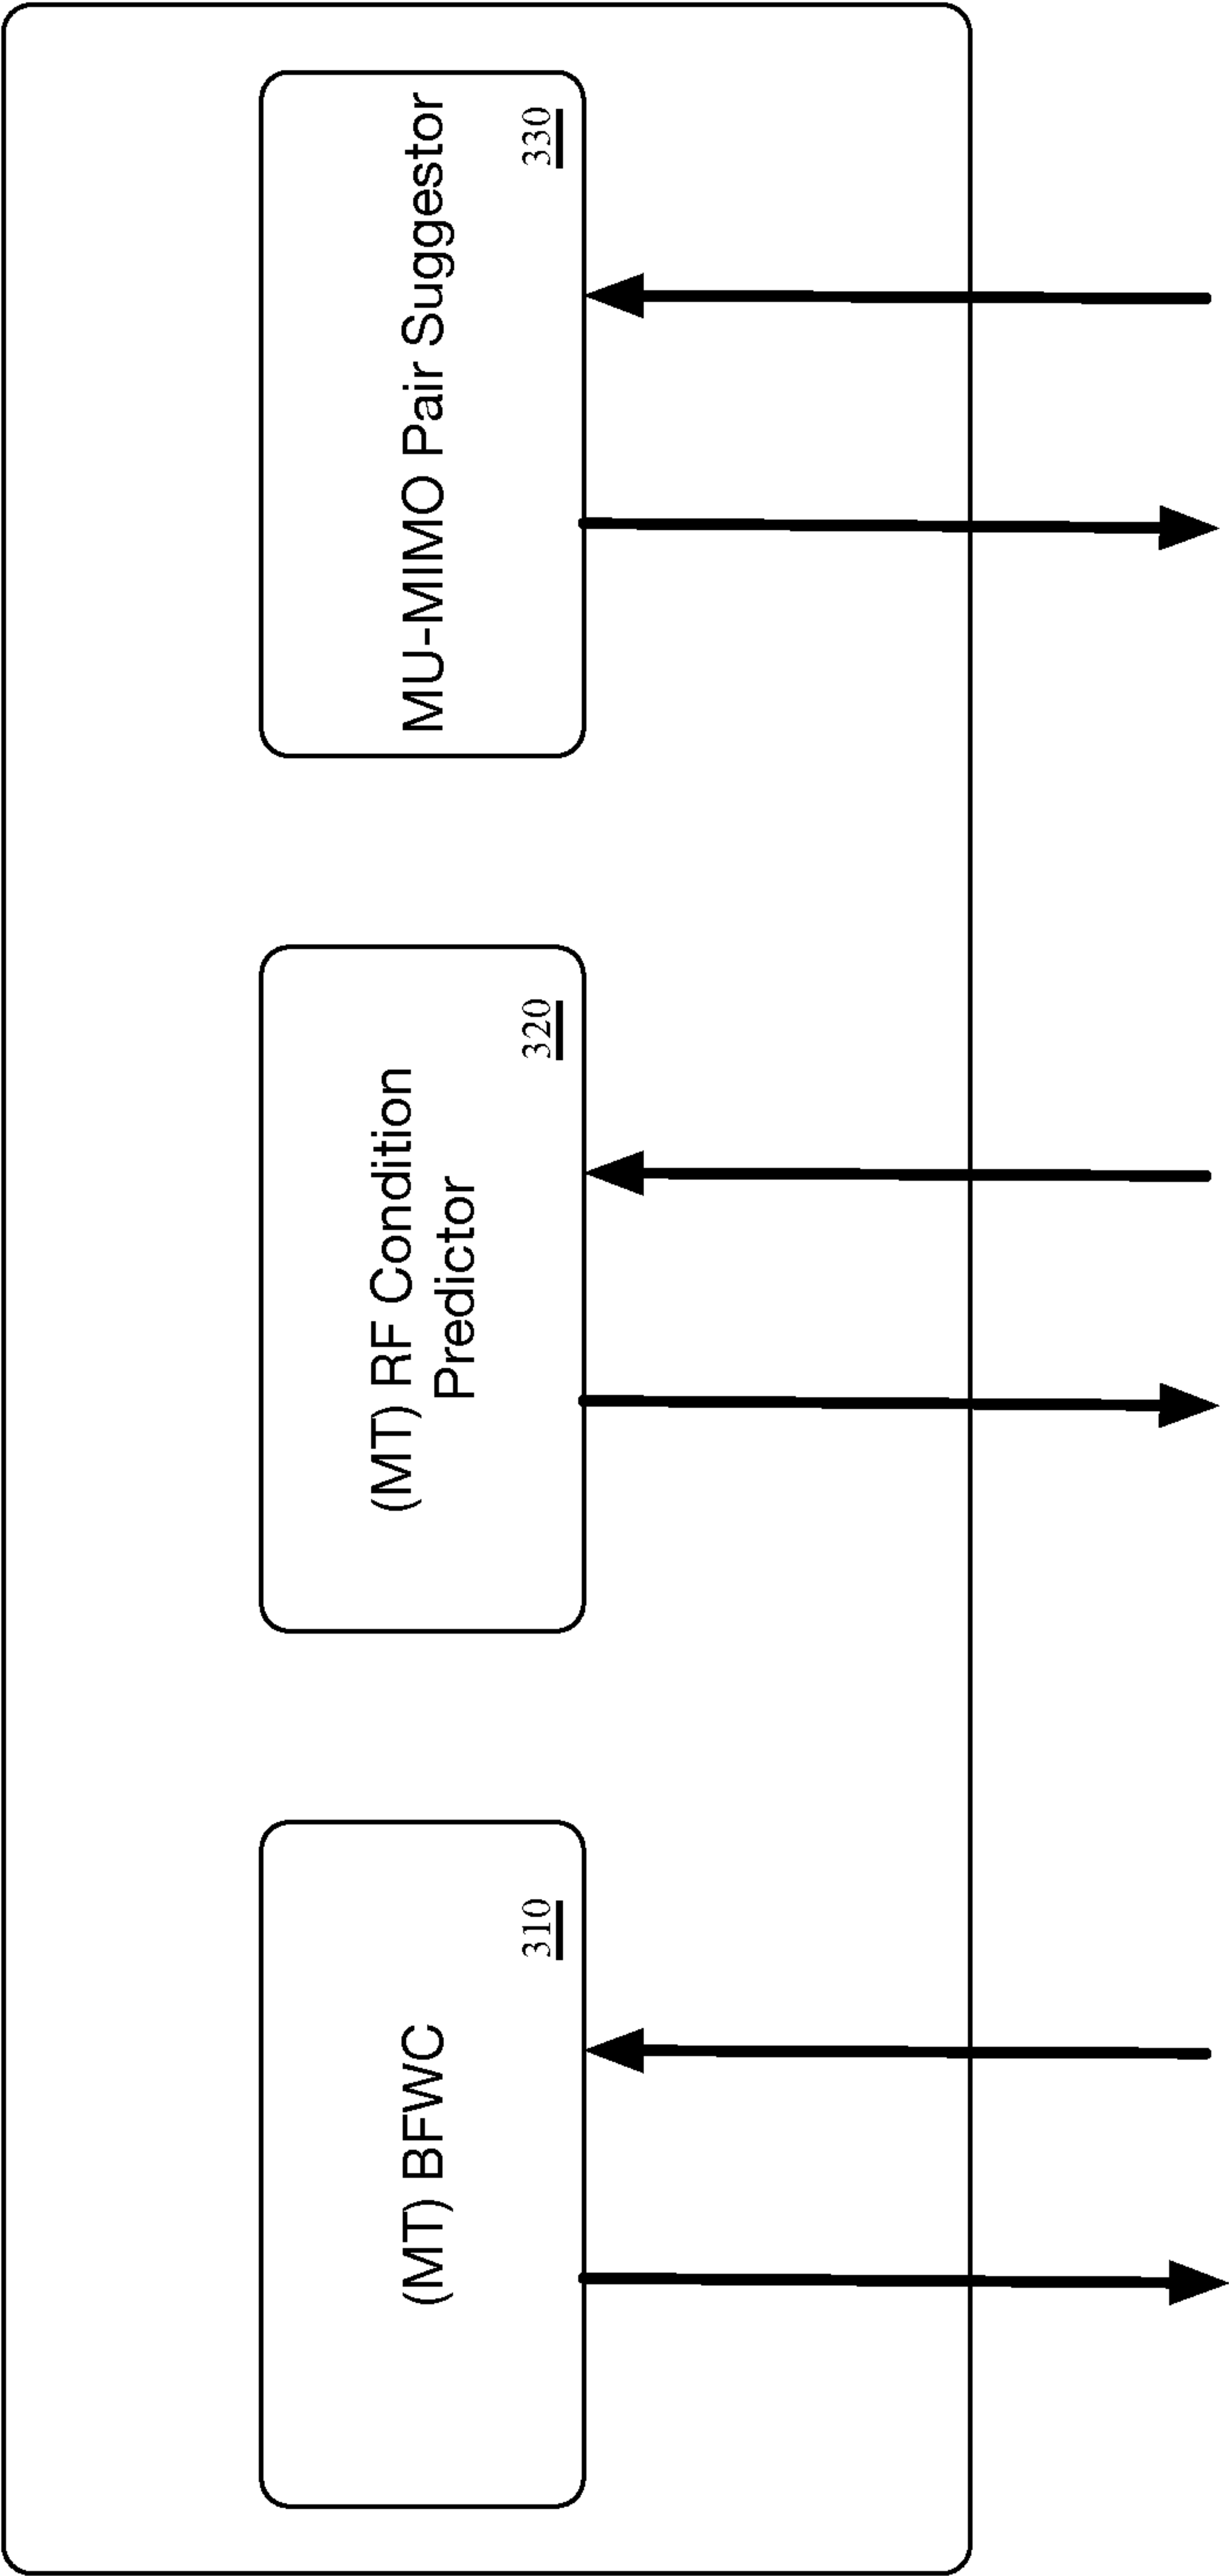 (MT) BFWC
310
(MT) RF Condition
Predictor
320
MU-MIMO Pair Suggestor
330